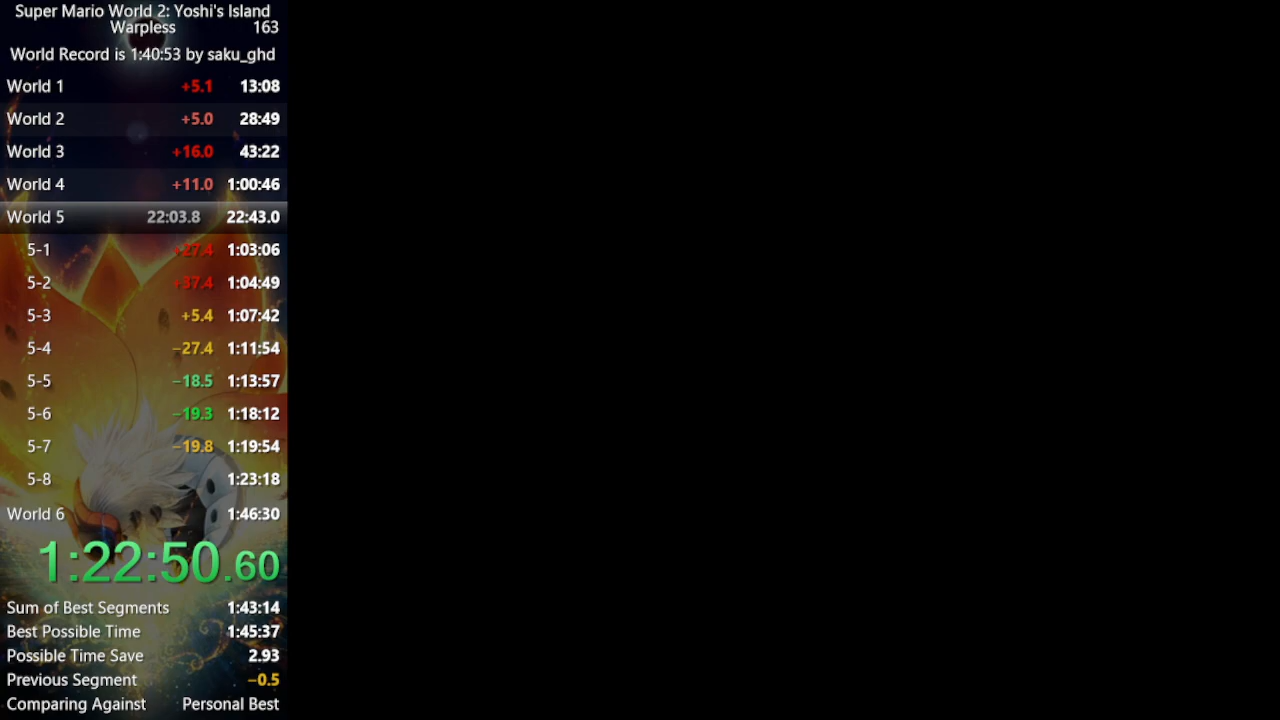 Super Mario World 2: Yoshi's Island
Warpless 163
World Record is 1:40:53 by saku_ghd
World 1 +5.1 13:08
World 2 +5.0 28:49
World 3 +16.0 43:22
World 4 +11.0 1:00:46
World 5 22:03.8 22:43.0
5-1 +27.4 1:03:06
5-2 +37.4 1:04:49
5-3 +5.4 1:07:42
5-4 −27.4 1:11:54
5-5 −18.5 1:13:57
5-6 −19.3 1:18:12
5-7 −19.8 1:19:54
5-8 1:23:18
World 6 1:46:30
1:22:50.60
Sum of Best Segments 1:43:14
Best Possible Time 1:45:37
Possible Time Save 2.93
Previous Segment −0.5
Comparing Against Personal Best